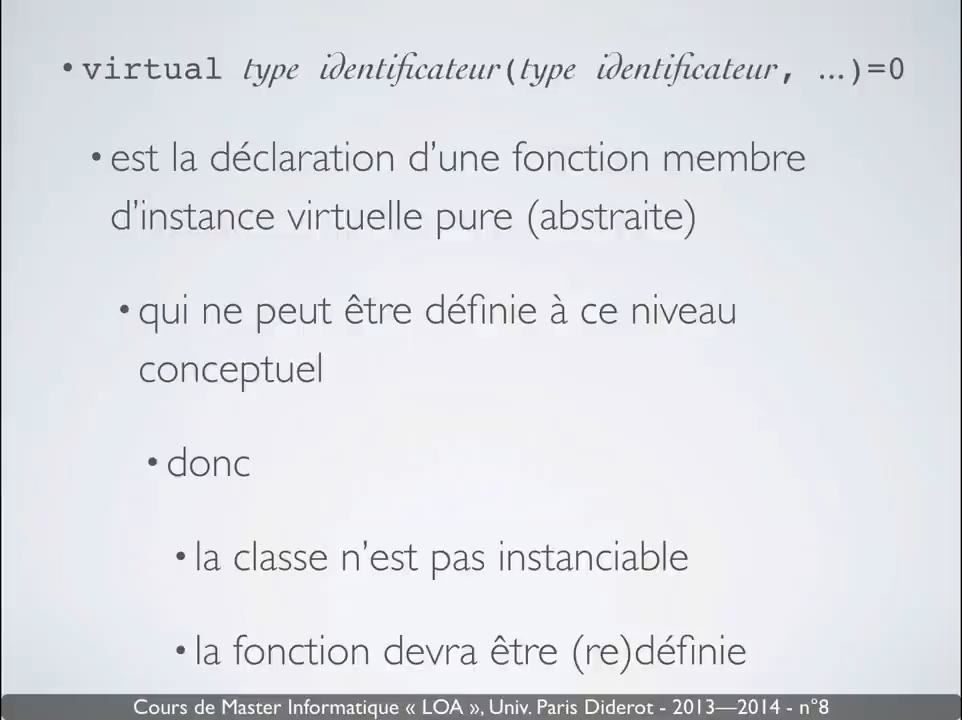 • virtual type identificateur(type identificateur, ...)=0
• est la déclaration d'une fonction membre
d'instance virtuelle pure (abstraite)
• qui ne peut être définie à ce niveau
conceptuel
• donc
• la classe n'est pas instanciable
• la fonction devra être (re)définie
Cours de Master Informatique « LOA », Univ. Paris Diderot - 2013—2014 - n°8